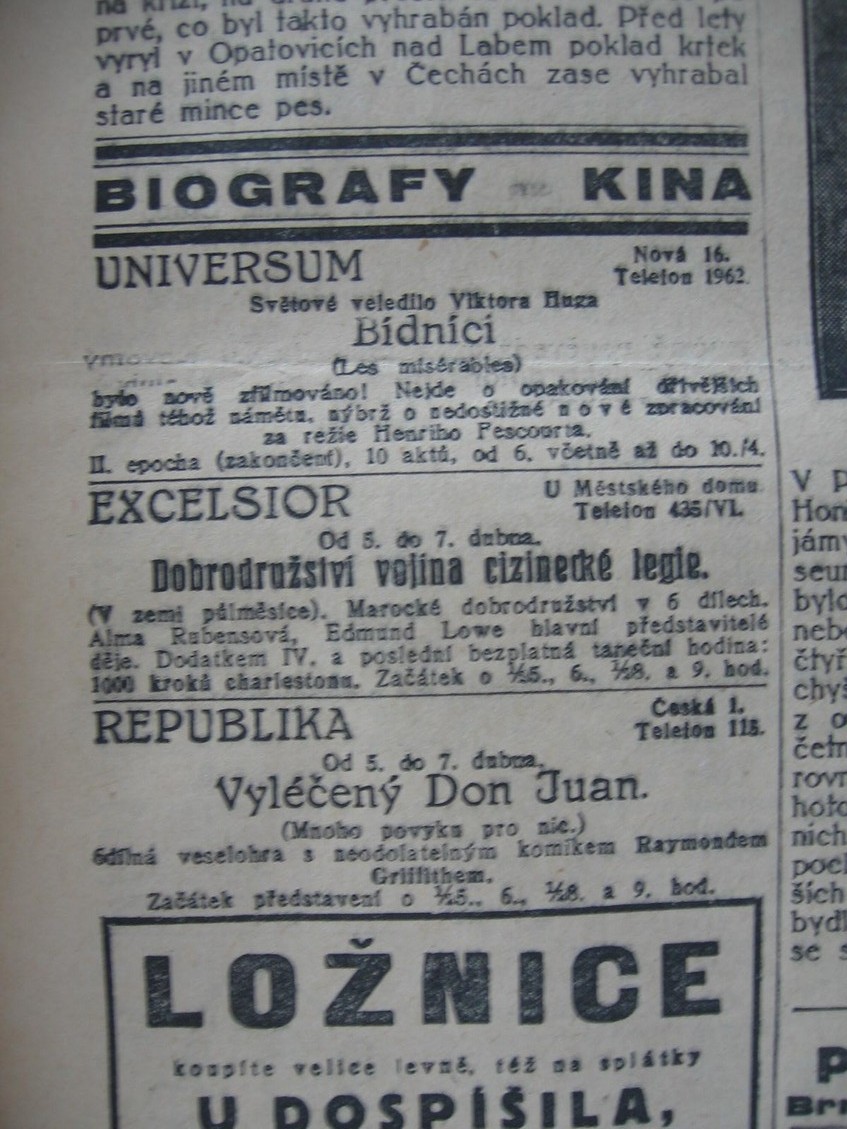 prvé, co byl takto vyhrabán poklad. Před lety
vyryl v Opatovicích nad Labem poklad krtek
a na jiném místě v Čechách zase vyhrabal
staré mince pes.
BIOGRAFY KINA
UNIVERSUM
Nová 16.
Telefon 1962.
Světové veledílo Viktora Huga
Bídníci
(Les misérables)
bylo nově zfilmováno! Nejde o opakování dřívějších
filmů téhož námětu, nýbrž o nedostižné nové zpracování
za režie Henriho Fescourta.
II. epocha (zakončení), 10 aktů, od 6. včetně až do 10./4.
EXCELSIOR
U Městského domu
Telefon 435/VI.
Od 5. do 7. dubna.
Dobrodružství vojína cizinecké legie.
(V zemi půlměsíce). Marocké dobrodružství v 6 dílech.
Alma Rubensová, Edmund Lowe hlavní představitelé
děje. Dodatkem IV. a poslední bezplatná taneční hodina:
1000 kroků charlestonu. Začátek o ½5., 6., ½8. a 9. hod.
REPUBLIKA
Česká 1.
Telefon 118.
Od 5. do 7. dubna.
Vyléčený Don Juan.
(Mnoho povyku pro nic.)
6dílná veselohra s neodolatelným komikem Raymondem
Griffithem.
Začátek představení o ½5., 6., ½8. a 9. hod.
LOŽNICE
koupíte velice levně, též na splátky
U DOSPÍŠILA,
V p
Hon
jámy
seur
bylo
neb
čtyř
chyš
z o
četn
rovn
hoto
ních
poch
ších
bydl
se s
P
Brn